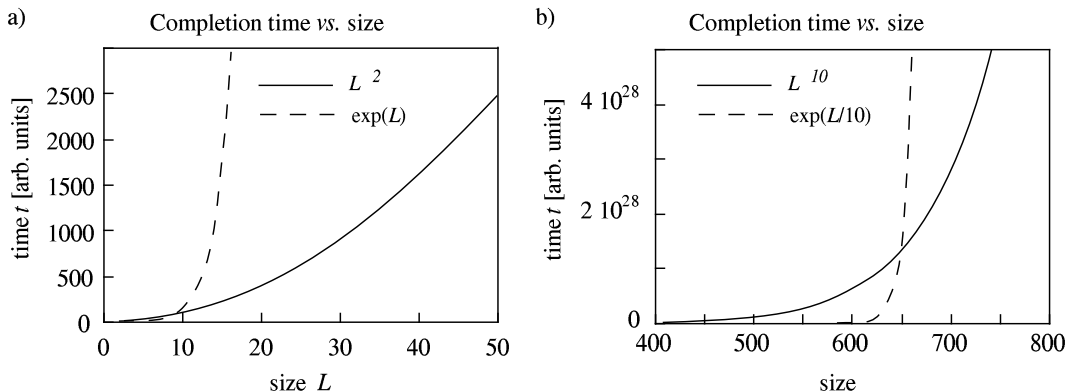 a)
Completion time vs. size
time t [arb. units]
2500
2000
1500
1000
500
0
L 2
exp(L)
0 10 20 30 40 50
size L
b)
Completion time vs. size
time t [arb. units]
4 10 28
2 10 28
0
L 10
exp(L/10)
400 500 600 700 800
size